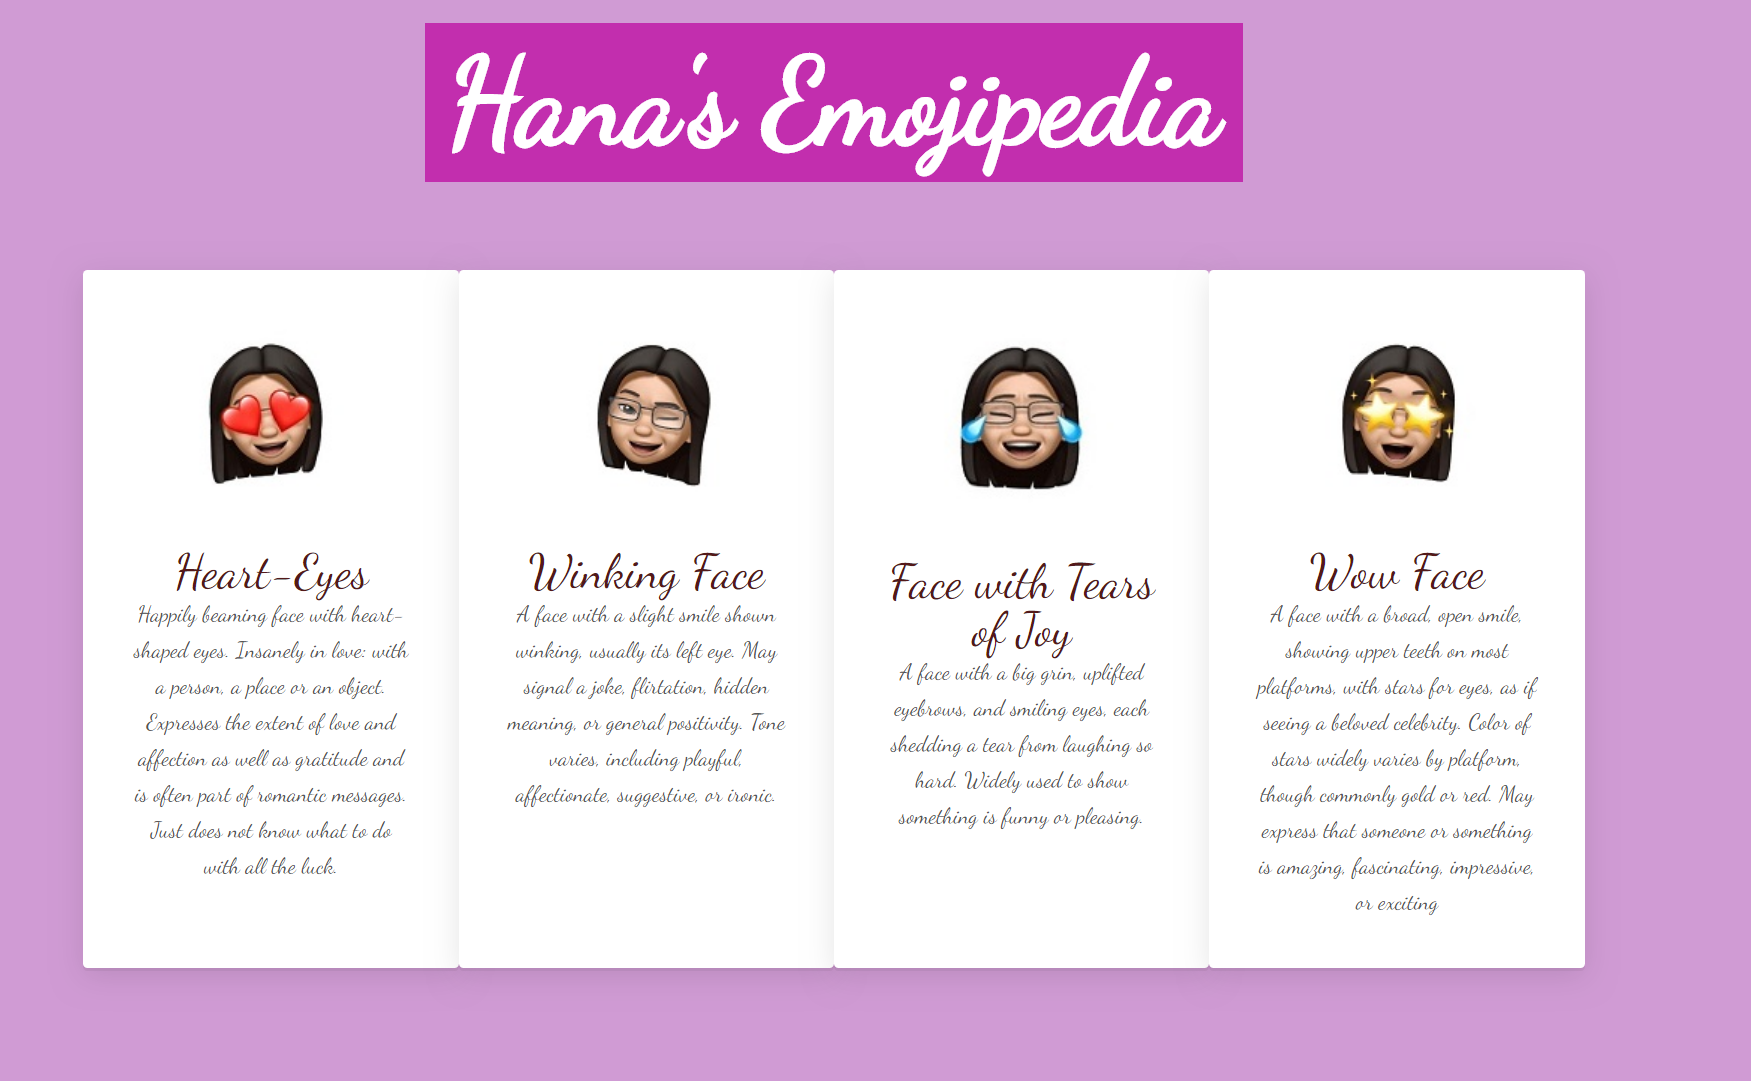 Hana's Emojipedia
Heart-Eyes
Happily beaming face with heart-
shaped eyes. Insanely in love: with
a person, a place or an object.
Expresses the extent of love and
affection as well as gratitude and
is often part of romantic messages.
Just does not know what to do
with all the luck.
Winking Face
A face with a slight smile shown
winking, usually its left eye. May
signal a joke, flirtation, hidden
meaning, or general positivity. Tone
varies, including playful,
affectionate, suggestive, or ironic.
Face with Tears
of Joy
A face with a big grin, uplifted
eyebrows, and smiling eyes, each
shedding a tear from laughing so
hard. Widely used to show
something is funny or pleasing.
Wow Face
A face with a broad, open smile,
showing upper teeth on most
platforms, with stars for eyes, as if
seeing a beloved celebrity. Color of
stars widely varies by platform,
though commonly gold or red. May
express that someone or something
is amazing, fascinating, impressive,
or exciting